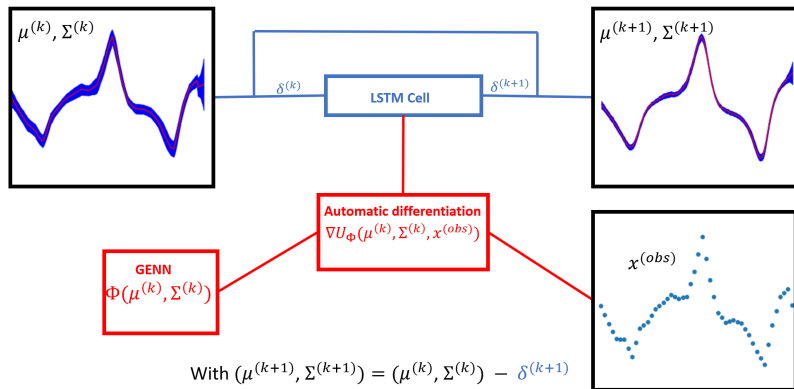 μ^(k), Σ^(k)
μ^(k+1), Σ^(k+1)
δ^(k)
LSTM Cell
δ^(k+1)
Automatic differentiation
∇U_Φ(μ^(k), Σ^(k), x^(obs))
x^(obs)
GENN
Φ(μ^(k), Σ^(k))
With (μ^(k+1), Σ^(k+1)) = (μ^(k), Σ^(k)) − δ^(k+1)